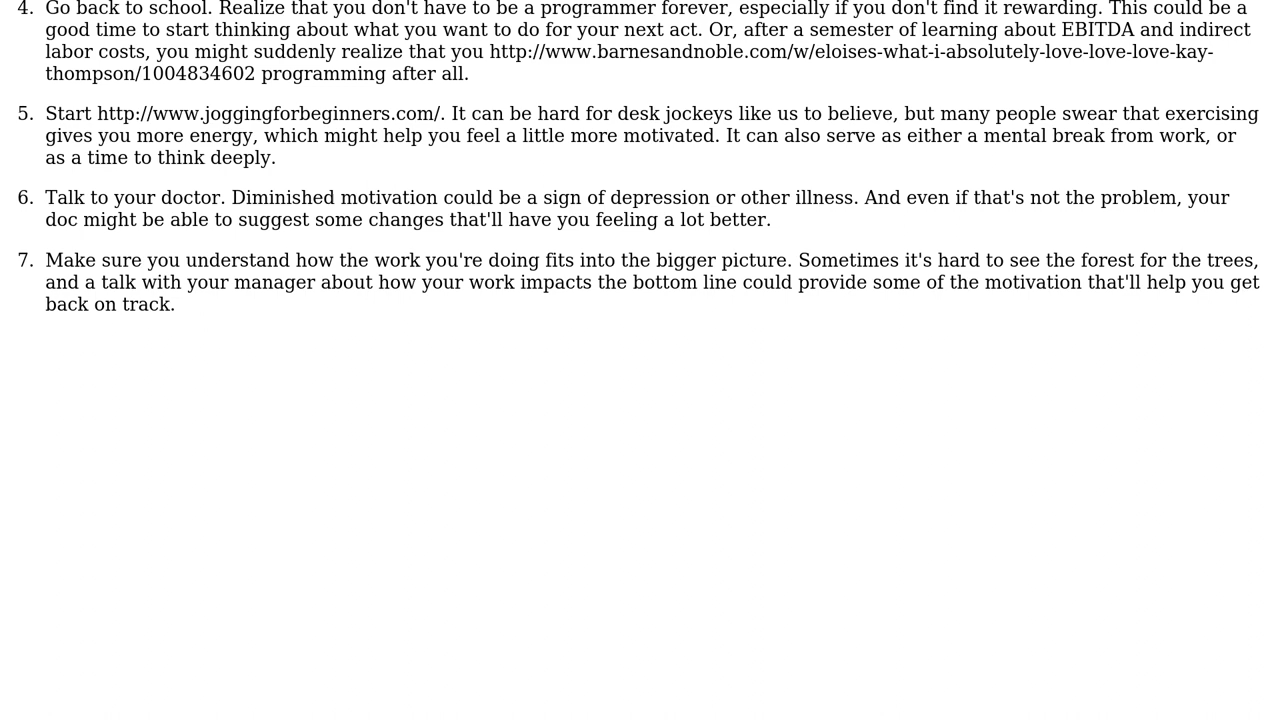 4. Go back to school. Realize that you don't have to be a programmer forever, especially if you don't find it rewarding. This could be a
good time to start thinking about what you want to do for your next act. Or, after a semester of learning about EBITDA and indirect
labor costs, you might suddenly realize that you http://www.barnesandnoble.com/w/eloises-what-i-absolutely-love-love-love-kay-
thompson/1004834602 programming after all.
5. Start http://www.joggingforbeginners.com/. It can be hard for desk jockeys like us to believe, but many people swear that exercising
gives you more energy, which might help you feel a little more motivated. It can also serve as either a mental break from work, or
as a time to think deeply.
6. Talk to your doctor. Diminished motivation could be a sign of depression or other illness. And even if that's not the problem, your
doc might be able to suggest some changes that'll have you feeling a lot better.
7. Make sure you understand how the work you're doing fits into the bigger picture. Sometimes it's hard to see the forest for the trees,
and a talk with your manager about how your work impacts the bottom line could provide some of the motivation that'll help you get
back on track.